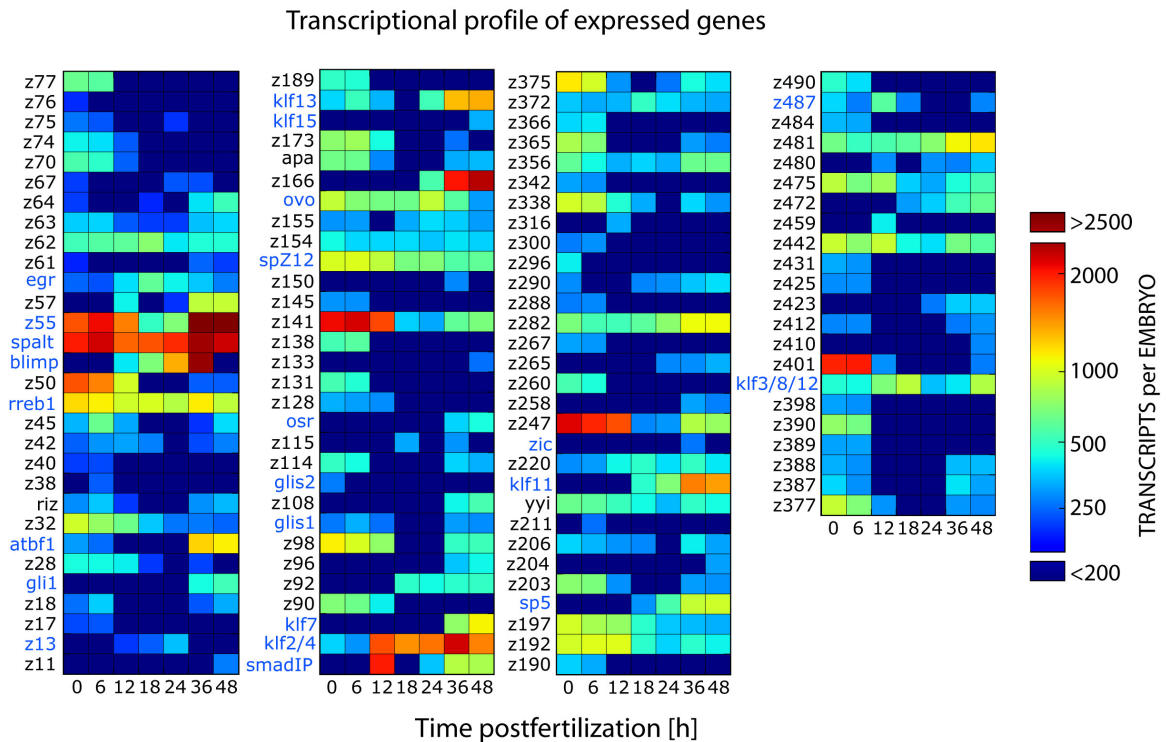 Transcriptional profile of expressed genes
z77
z76
z75
z74
z70
z67
z64
z63
z62
z61
egr
z57
z55
spalt
blimp
z50
rreb1
z45
z42
z40
z38
riz
z32
atbf1
z28
gli1
z18
z17
z13
z11
0 6 12 18 24 36 48
z189
klf13
klf15
z173
apa
z166
ovo
z155
z154
spZ12
z150
z145
z141
z138
z133
z131
z128
osr
z115
z114
glis2
z108
glis1
z98
z96
z92
z90
klf7
klf2/4
smadIP
0 6 12 18 24 36 48
z375
z372
z366
z365
z356
z342
z338
z316
z300
z296
z290
z288
z282
z267
z265
z260
z258
z247
zic
z220
klf11
yyi
z211
z206
z204
z203
sp5
z197
z192
z190
0 6 12 18 24 36 48
z490
z487
z484
z481
z480
z475
z472
z459
z442
z431
z425
z423
z412
z410
z401
klf3/8/12
z398
z390
z389
z388
z387
z377
0 6 12 18 24 36 48
>2500
2000
1000
500
250
<200
TRANSCRIPTS per EMBRYO
Time postfertilization [h]